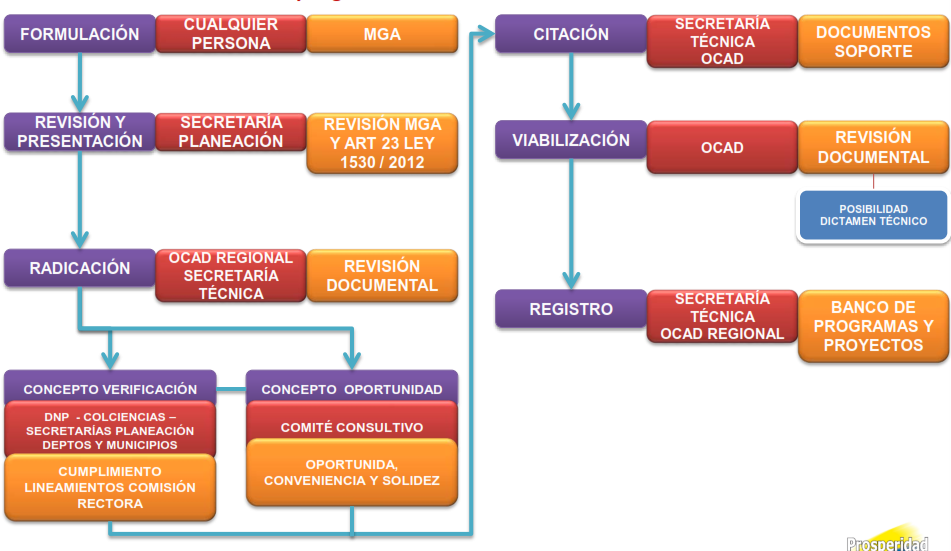 FORMULACIÓN
CUALQUIER
PERSONA
MGA
REVISIÓN Y
PRESENTACIÓN
SECRETARÍA
PLANEACIÓN
REVISIÓN MGA
Y ART 23 LEY
1530 / 2012
RADICACIÓN
OCAD REGIONAL
SECRETARÍA
TÉCNICA
REVISIÓN
DOCUMENTAL
CONCEPTO VERIFICACIÓN
DNP - COLCIENCIAS –
SECRETARÍAS PLANEACIÓN
DEPTOS Y MUNICIPIOS
CUMPLIMIENTO
LINEAMIENTOS COMISIÓN
RECTORA
CONCEPTO OPORTUNIDAD
COMITÉ CONSULTIVO
OPORTUNIDA,
CONVENIENCIA Y SOLIDEZ
CITACIÓN
SECRETARÍA
TÉCNICA
OCAD
DOCUMENTOS
SOPORTE
VIABILIZACIÓN
OCAD
REVISIÓN
DOCUMENTAL
POSIBILIDAD
DICTAMEN TÉCNICO
REGISTRO
SECRETARÍA
TÉCNICA
OCAD REGIONAL
BANCO DE
PROGRAMAS Y
PROYECTOS
Prosperidad